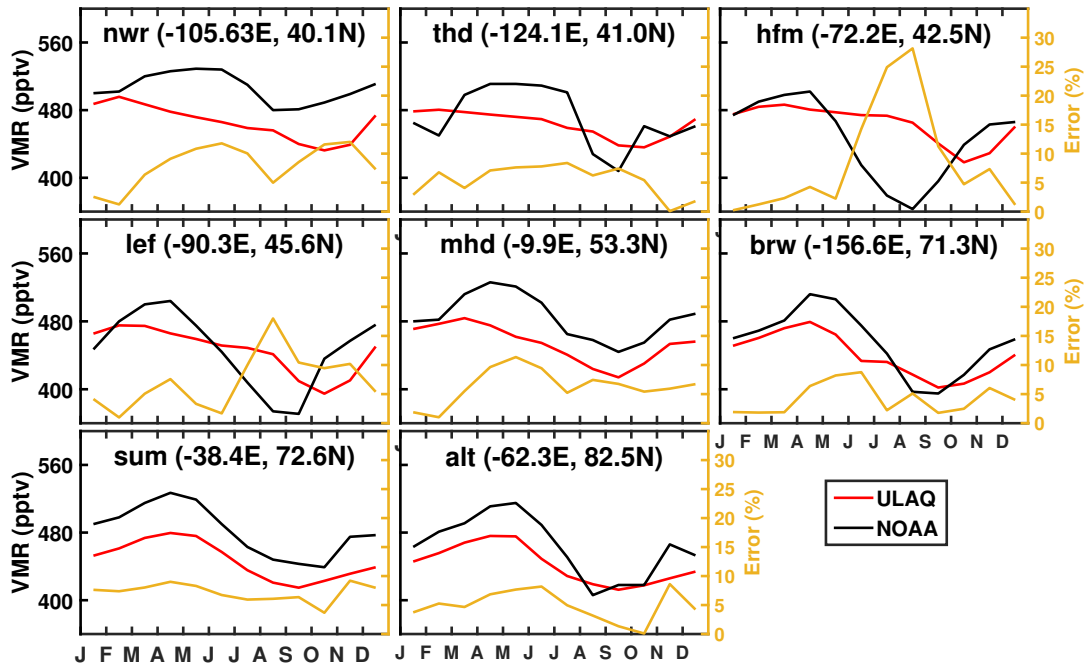 nwr (-105.63E, 40.1N)
thd (-124.1E, 41.0N)
hfm (-72.2E, 42.5N)
VMR (pptv)
560
480
400
Error (%)
30
25
20
15
10
5
0
lef (-90.3E, 45.6N)
mhd (-9.9E, 53.3N)
brw (-156.6E, 71.3N)
VMR (pptv)
560
480
400
Error (%)
30
25
20
15
10
5
0
J F M A M J J A S O N D
sum (-38.4E, 72.6N)
alt (-62.3E, 82.5N)
VMR (pptv)
560
480
400
Error (%)
30
25
20
15
10
5
0
J F M A M J J A S O N D
J F M A M J J A S O N D
ULAQ
NOAA